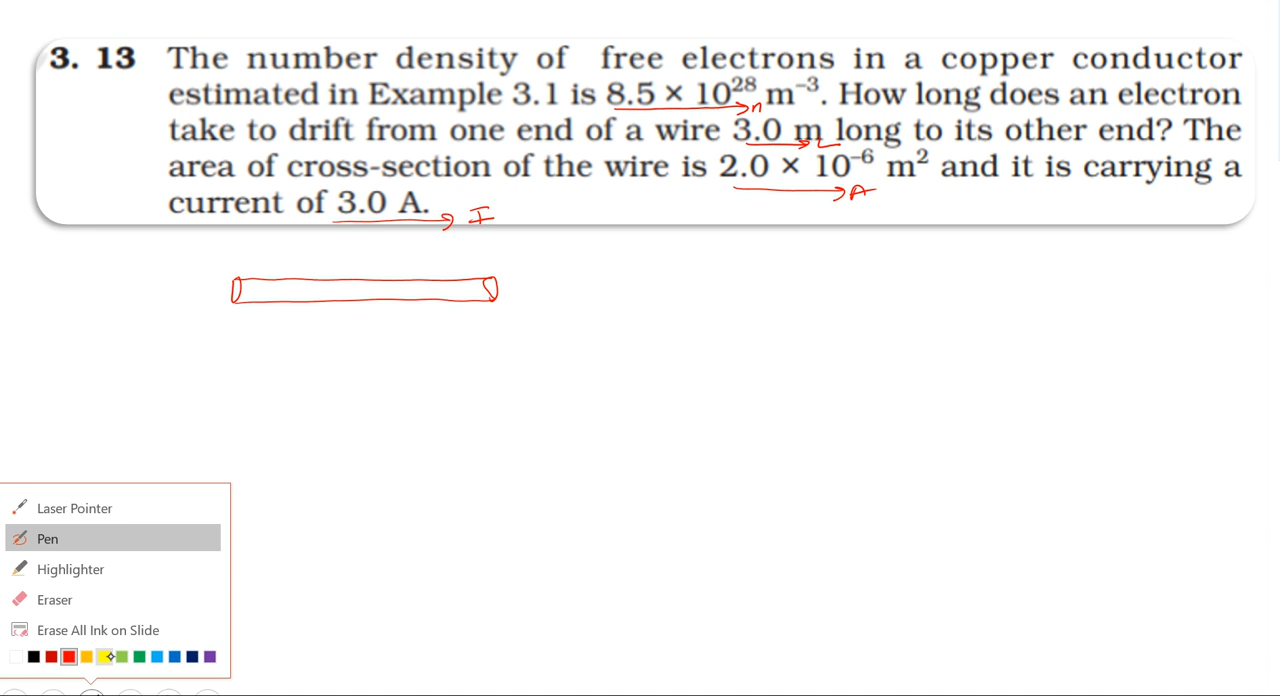 3. 13 The number density of free electrons in a copper conductor
estimated in Example 3.1 is 8.5 × 10²⁸ m⁻³. How long does an electron
n
take to drift from one end of a wire 3.0 m long to its other end? The
L
area of cross-section of the wire is 2.0 × 10⁻⁶ m² and it is carrying a
A
current of 3.0 A.
I
Laser Pointer
Pen
Highlighter
Eraser
Erase All Ink on Slide